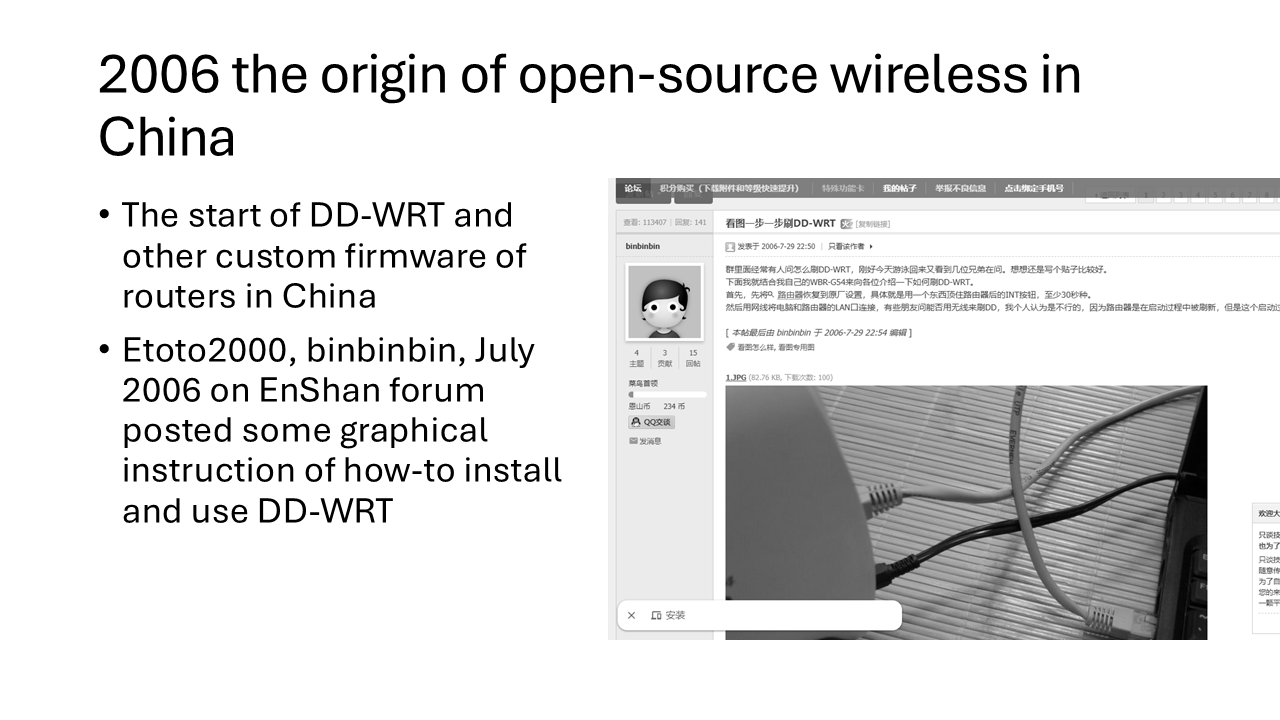 2006 the origin of open-source wireless in
China
• The start of DD-WRT and
other custom firmware of
routers in China
• Etoto2000, binbinbin, July
2006 on EnShan forum
posted some graphical
instruction of how-to install
and use DD-WRT
论坛 积分购买（下载附件和等级快速提升） 特殊功能卡 我的帖子 举报不良信息 点击绑定手机号
1 2 3 4 5 6 7 8
查看: 113407 | 回复: 141
看图一步一步刷DD-WRT [复制链接]
binbinbin
发表于 2006-7-29 22:50 | 只看该作者
群里面经常有人问怎么刷DD-WRT，刚好今天游泳回来又看到几位兄弟在问。想想还是写个贴子比较好。
下面我就结合我自己的WBR-G54来向各位介绍一下如何刷DD-WRT。
首先，先将路由器恢复到原厂设置，具体就是用一个东西顶住路由器后的INT按钮，至少30秒种。
然后用网线将电脑和路由器的LAN口连接，有些朋友问能否用无线来刷DD，我个人认为是不行的，因为路由器是在启动过程中被刷新，但是这个启动过
[ 本帖最后由 binbinbin 于 2006-7-29 22:54 编辑 ]
看图怎么样, 看图专用图
4 3 15
主题 贡献 回帖
菜鸟首领
恩山币 234 币
QQ交谈
发消息
1.JPG (82.76 KB, 下载次数: 100)
安装
欢迎大
只谈技
也为了
只谈技
随意传
为了自
您的来
一颗平